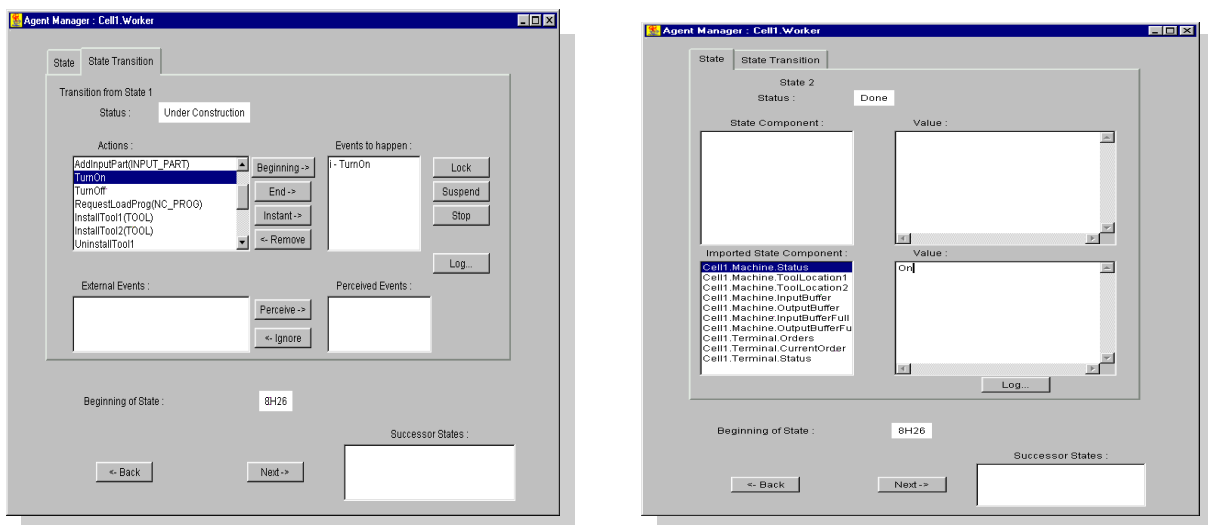 Agent Manager : Cell1.Worker
State
State Transition
Transition from State 1
Status :
Under Construction
Actions :
Events to happen :
AddInputPart(INPUT_PART)
TurnOn
TurnOff
RequestLoadProg(NC_PROG)
InstallTool1(TOOL)
InstallTool2(TOOL)
UninstallTool1
Beginning ->
End ->
Instant ->
<- Remove
i - TurnOn
Lock
Suspend
Stop
Log...
External Events :
Perceived Events :
Perceive ->
<- Ignore
Beginning of State :
8H26
Successor States :
<- Back
Next ->
Agent Manager : Cell1.Worker
State
State Transition
State 2
Status :
Done
State Component :
Value :
Imported State Component :
Value :
Cell1.Machine.Status
Cell1.Machine.ToolLocation1
Cell1.Machine.ToolLocation2
Cell1.Machine.InputBuffer
Cell1.Machine.OutputBuffer
Cell1.Machine.InputBufferFull
Cell1.Machine.OutputBufferFu
Cell1.Terminal.Orders
Cell1.Terminal.CurrentOrder
Cell1.Terminal.Status
On
Log...
Beginning of State :
8H26
Successor States :
<- Back
Next ->